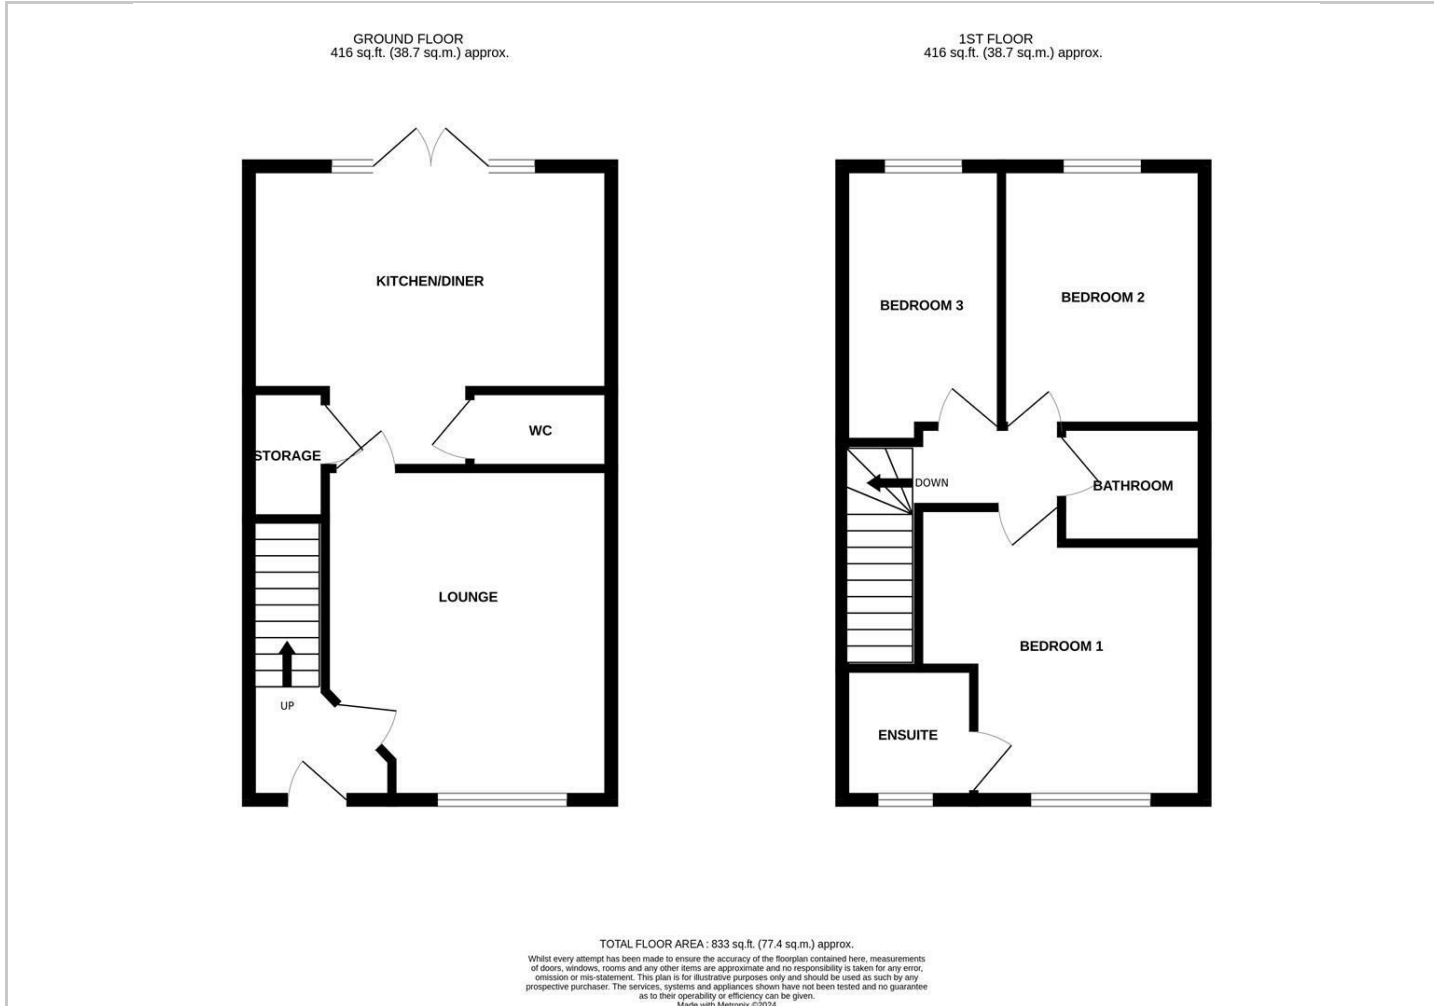 GROUND FLOOR
416 sq.ft. (38.7 sq.m.) approx.
1ST FLOOR
416 sq.ft. (38.7 sq.m.) approx.
KITCHEN/DINER
WC
STORAGE
LOUNGE
UP
BEDROOM 3
BEDROOM 2
DOWN
BATHROOM
BEDROOM 1
ENSUITE
TOTAL FLOOR AREA : 833 sq.ft. (77.4 sq.m.) approx.
Whilst every attempt has been made to ensure the accuracy of the floorplan contained here, measurements
of doors, windows, rooms and any other items are approximate and no responsibility is taken for any error,
omission or mis-statement. This plan is for illustrative purposes only and should be used as such by any
prospective purchaser. The services, systems and appliances shown have not been tested and no guarantee
as to their operability or efficiency can be given.
Made with Metropix ©2024